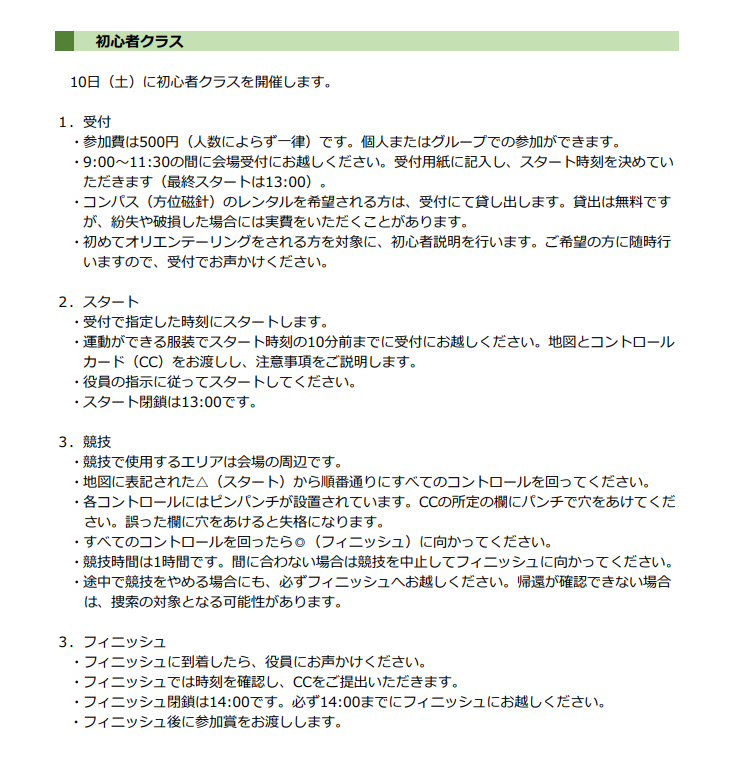 初心者クラス
10日（土）に初心者クラスを開催します。
１．受付
・参加費は500円（人数によらず一律）です。個人またはグループでの参加ができます。
・9:00～11:30の間に会場受付にお越しください。受付用紙に記入し、スタート時刻を決めてい
ただきます（最終スタートは13:00）。
・コンパス（方位磁針）のレンタルを希望される方は、受付にて貸し出します。貸出は無料です
が、紛失や破損した場合には実費をいただくことがあります。
・初めてオリエンテーリングをされる方を対象に、初心者説明を行います。ご希望の方に随時行
いますので、受付でお声かけください。
２．スタート
・受付で指定した時刻にスタートします。
・運動ができる服装でスタート時刻の10分前までに受付にお越しください。地図とコントロール
カード（CC）をお渡しし、注意事項をご説明します。
・役員の指示に従ってスタートしてください。
・スタート閉鎖は13:00です。
３．競技
・競技で使用するエリアは会場の周辺です。
・地図に表記された△（スタート）から順番通りにすべてのコントロールを回ってください。
・各コントロールにはピンパンチが設置されています。CCの所定の欄にパンチで穴をあけてくだ
さい。誤った欄に穴をあけると失格になります。
・すべてのコントロールを回ったら◎（フィニッシュ）に向かってください。
・競技時間は1時間です。間に合わない場合は競技を中止してフィニッシュに向かってください。
・途中で競技をやめる場合にも、必ずフィニッシュへお越しください。帰還が確認できない場合
は、捜索の対象となる可能性があります。
３．フィニッシュ
・フィニッシュに到着したら、役員にお声かけください。
・フィニッシュでは時刻を確認し、CCをご提出いただきます。
・フィニッシュ閉鎖は14:00です。必ず14:00までにフィニッシュにお越しください。
・フィニッシュ後に参加賞をお渡しします。